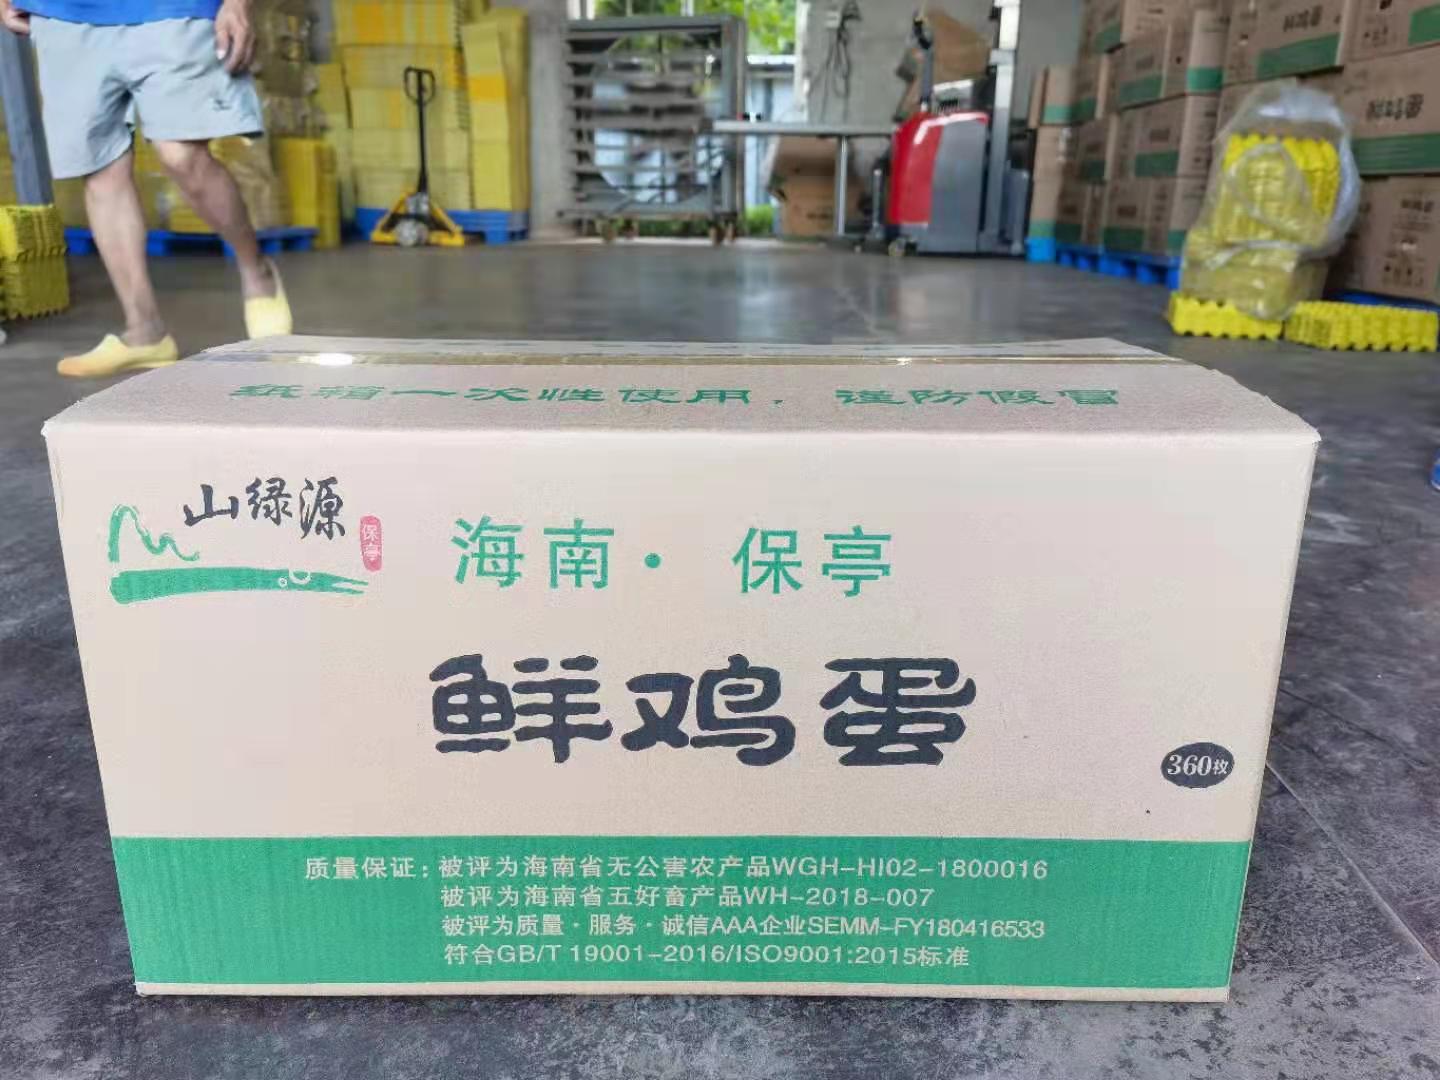 纸箱一次性使用，谨防假冒
山绿源
保亭
海南·保亭
鲜鸡蛋
360枚
质量保证：被评为海南省无公害农产品WGH-HI02-1800016
被评为海南省五好畜产品WH-2018-007
被评为质量·服务·诚信AAA企业SEMM-FY180416533
符合GB/T 19001-2016/ISO9001:2015标准